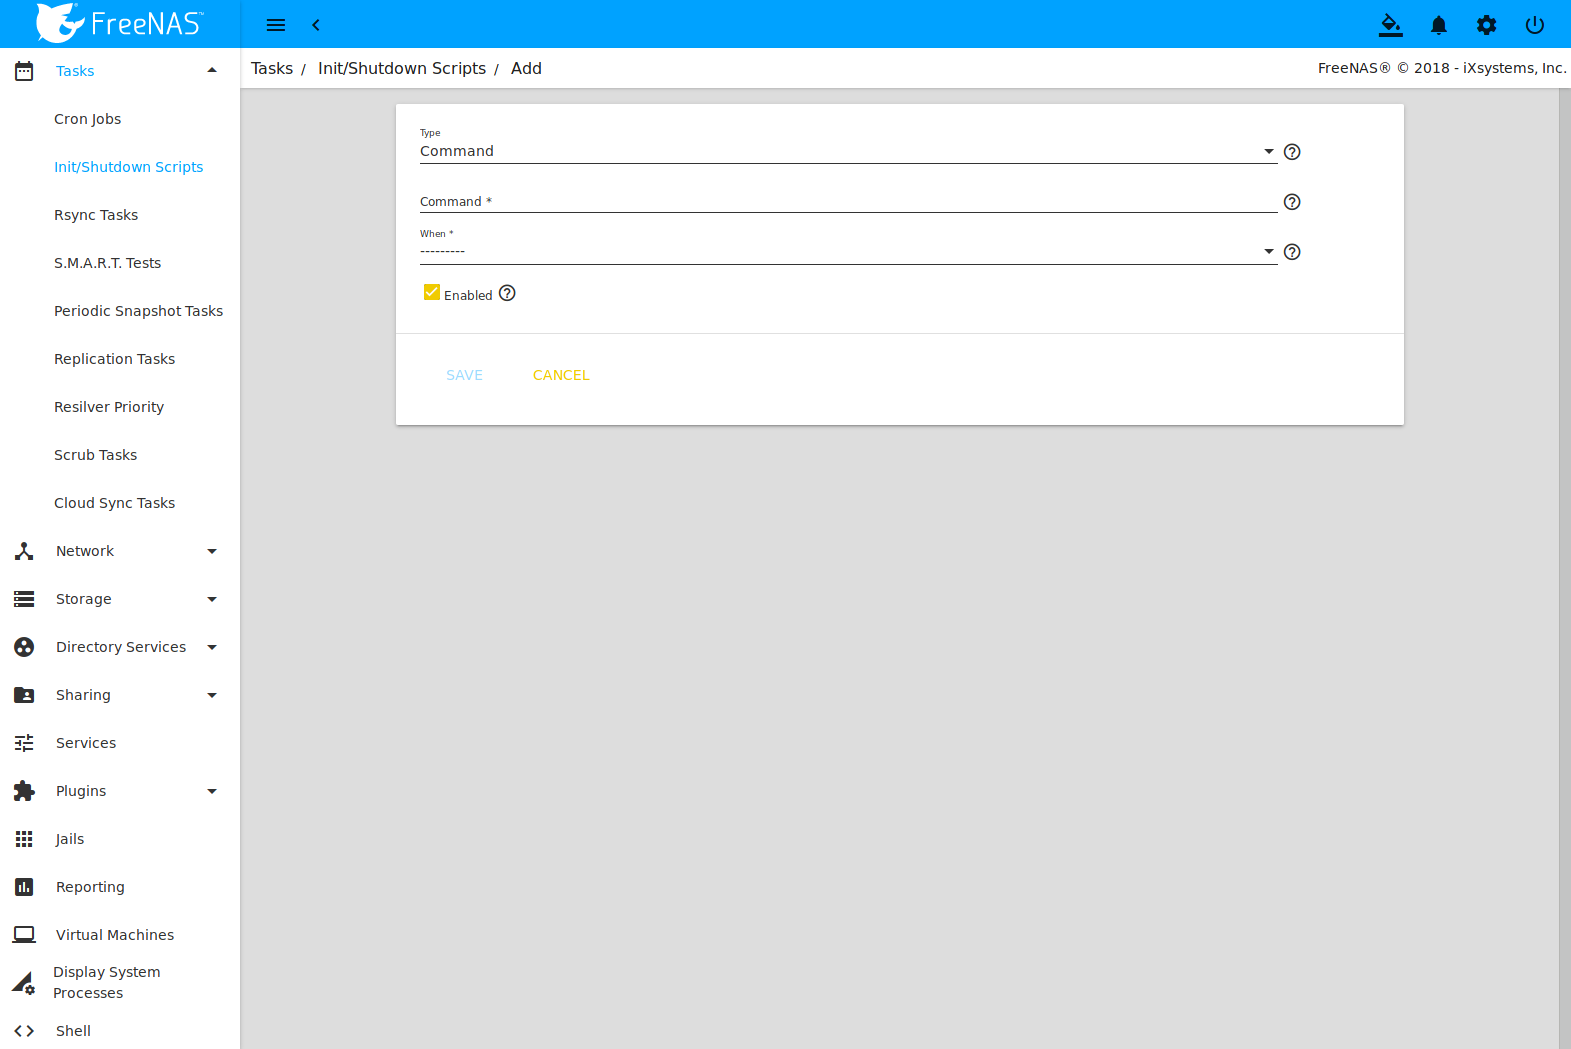 FreeNAS™
Tasks
Cron Jobs
Init/Shutdown Scripts
Rsync Tasks
S.M.A.R.T. Tests
Periodic Snapshot Tasks
Replication Tasks
Resilver Priority
Scrub Tasks
Cloud Sync Tasks
Network
Storage
Directory Services
Sharing
Services
Plugins
Jails
Reporting
Virtual Machines
Display System
Processes
Shell
Tasks / Init/Shutdown Scripts / Add
FreeNAS® © 2018 - iXsystems, Inc.
Type
Command
Command *
When *
---------
Enabled
SAVE CANCEL